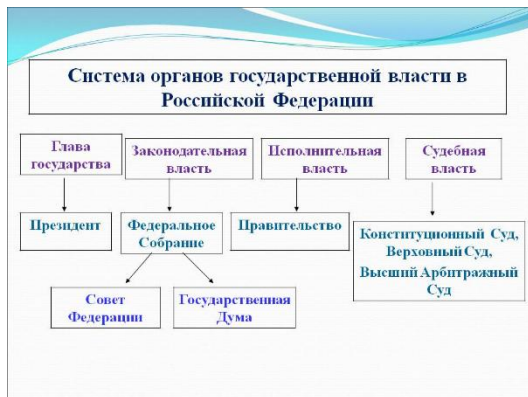 Система органов государственной власти в
Российской Федерации
Глава
государства
Законодательная
власть
Исполнительная
власть
Судебная
власть
Президент
Федеральное
Собрание
Правительство
Конституционный Суд,
Верховный Суд,
Высший Арбитражный
Суд
Совет
Федерации
Государственная
Дума